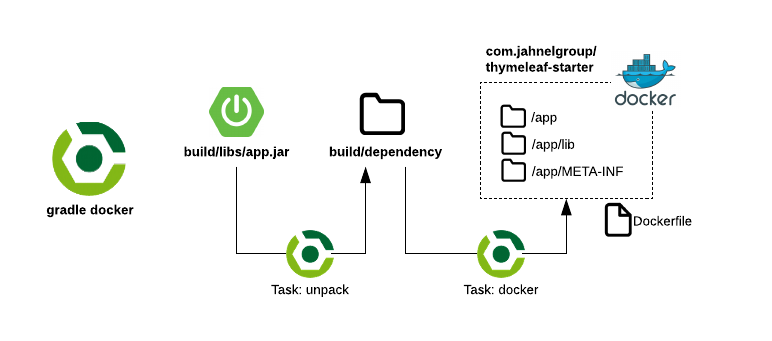 com.jahnelgroup/
thymeleaf-starter
docker
/app
/app/lib
/app/META-INF
build/libs/app.jar
build/dependency
gradle docker
Dockerfile
Task: unpack
Task: docker